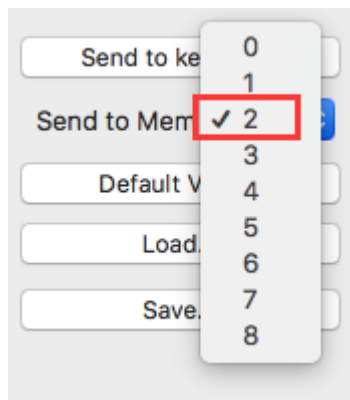 Send to ke
Send to Mem
Default V
Load.
Save.
0
1
✓ 2
3
4
5
6
7
8